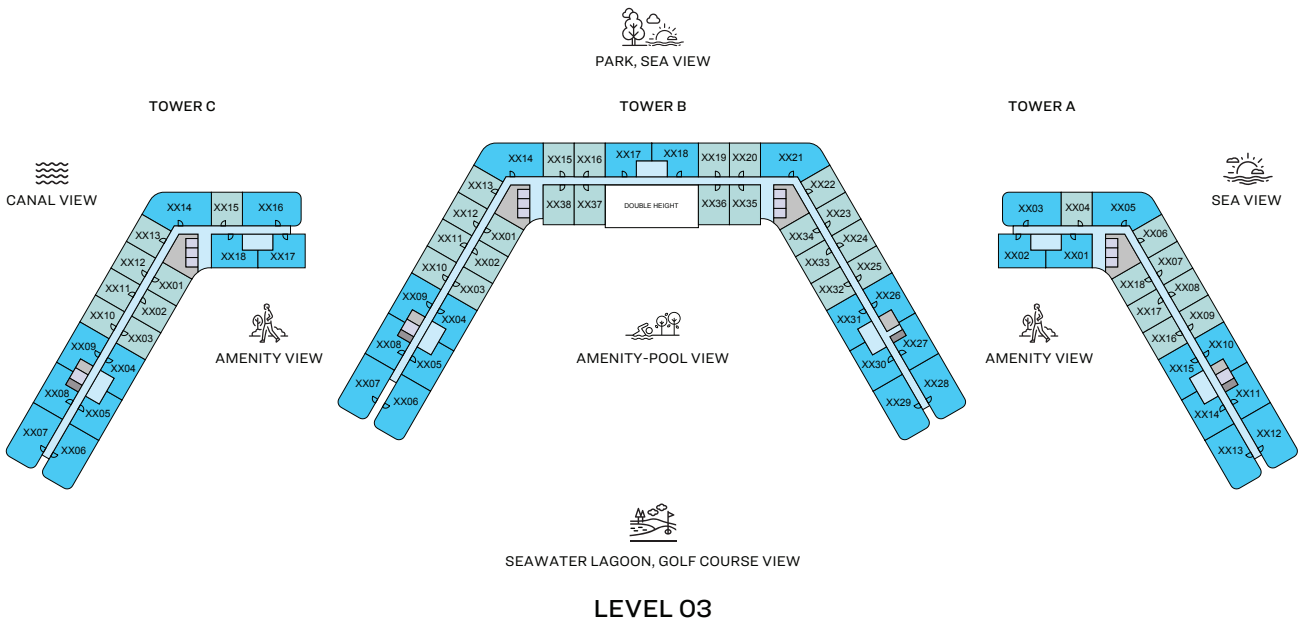 PARK, SEA VIEW
TOWER C
TOWER B
TOWER A
CANAL VIEW
SEA VIEW
XX14
XX15
XX16
XX13
XX12
XX11
XX10
XX09
XX08
XX07
XX01
XX02
XX03
XX04
XX05
XX06
XX18
XX17
AMENITY VIEW
XX14
XX15
XX16
XX17
XX18
XX19
XX20
XX21
XX13
XX12
XX11
XX10
XX09
XX08
XX07
XX38
XX37
DOUBLE HEIGHT
XX36
XX35
XX01
XX02
XX03
XX04
XX05
XX06
XX22
XX23
XX24
XX25
XX26
XX27
XX28
XX34
XX33
XX32
XX31
XX30
XX29
AMENITY-POOL VIEW
XX03
XX04
XX05
XX02
XX01
XX06
XX07
XX08
XX09
XX10
XX11
XX12
XX18
XX17
XX16
XX15
XX14
XX13
AMENITY VIEW
SEAWATER LAGOON, GOLF COURSE VIEW
LEVEL 03